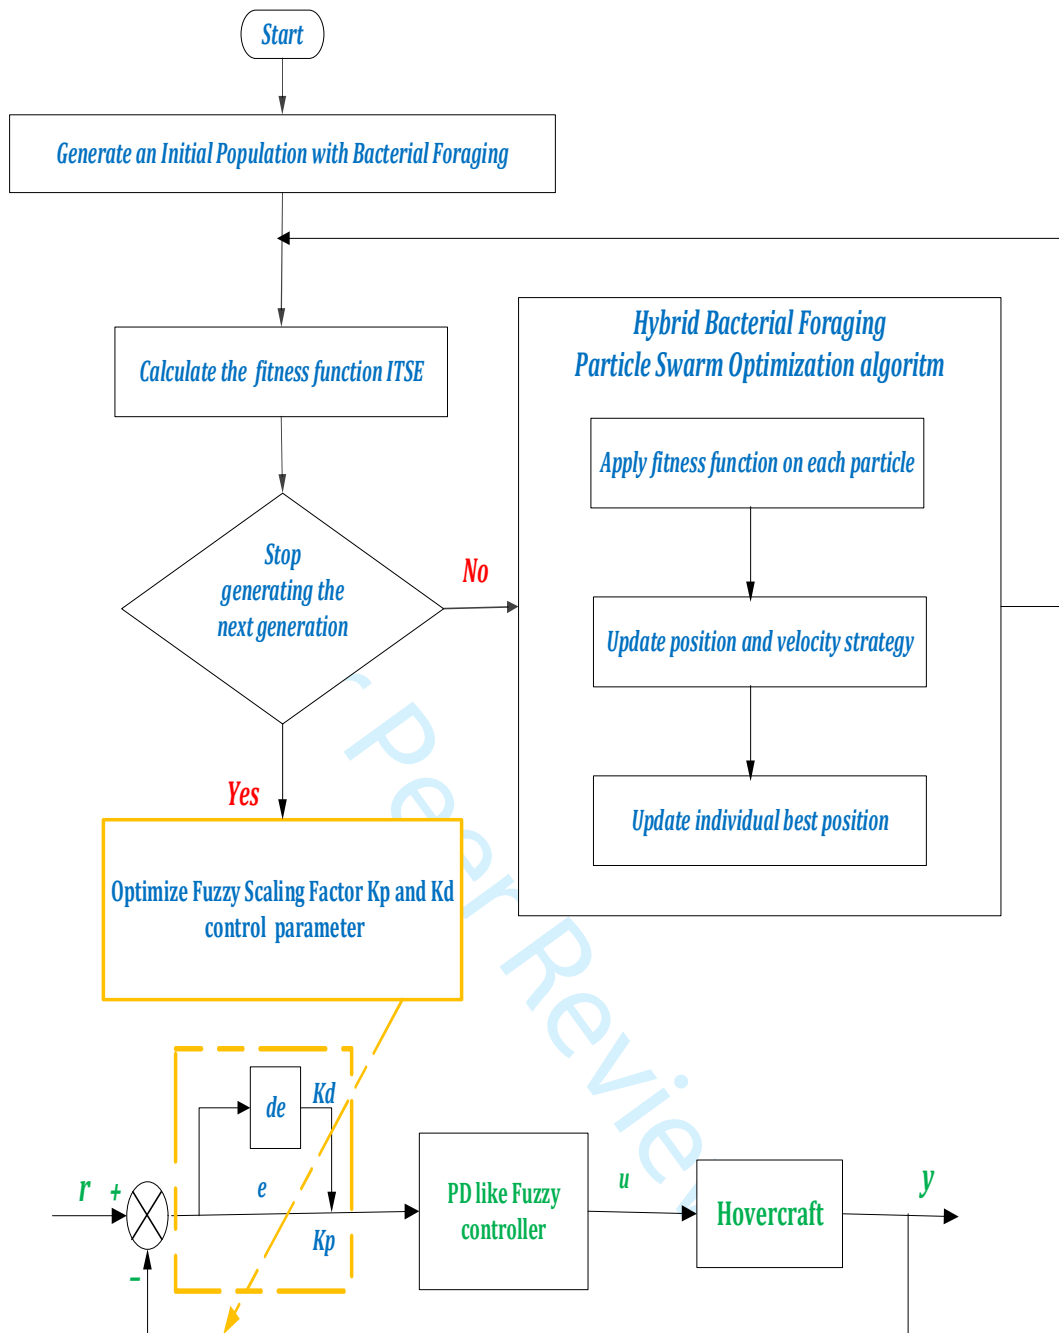 Start
Generate an Initial Population with Bacterial Foraging
Calculate the fitness function ITSE
Hybrid Bacterial Foraging
Particle Swarm Optimization algoritm
Apply fitness function on each particle
Stop
generating the
next generation
No
Update position and velocity strategy
Update individual best position
Yes
Optimize Fuzzy Scaling Factor Kp and Kd
control parameter
r Peer Review
de
Kd
e
Kp
r
+
−
PD like Fuzzy
controller
u
Hovercraft
y